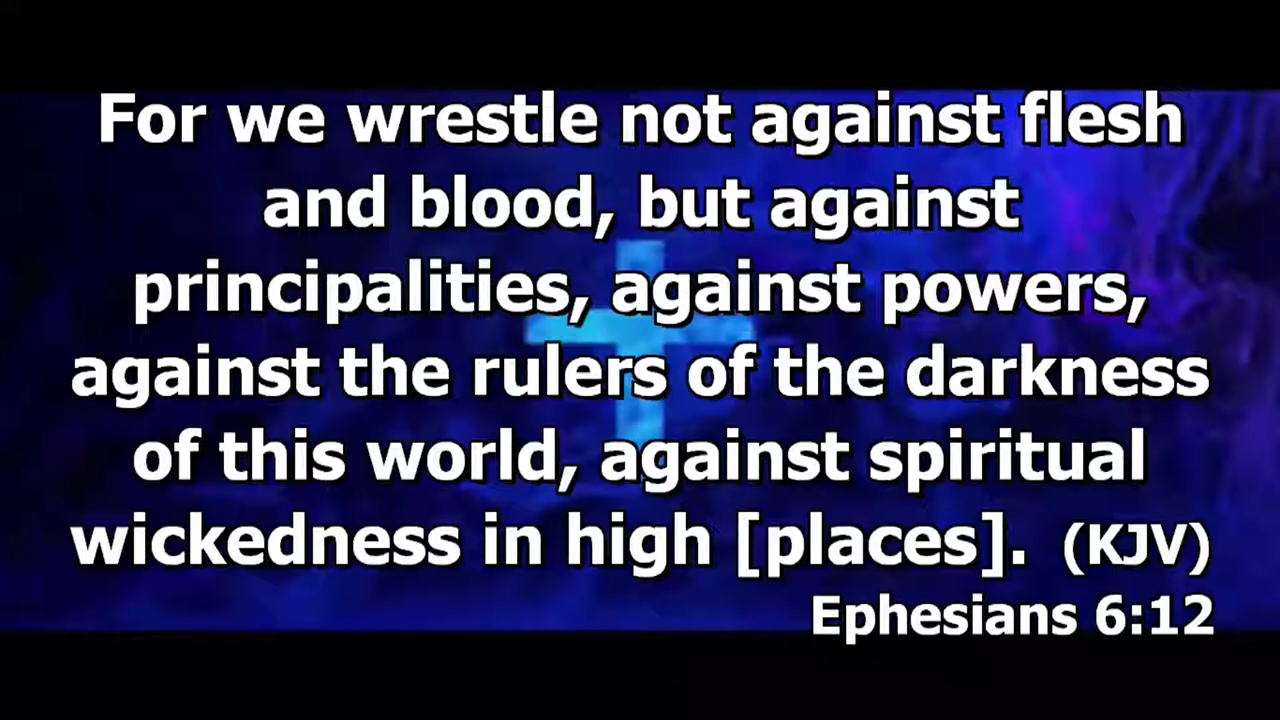 For we wrestle not against flesh
and blood, but against
principalities, against powers,
against the rulers of the darkness
of this world, against spiritual
wickedness in high [places]. (KJV)
Ephesians 6:12